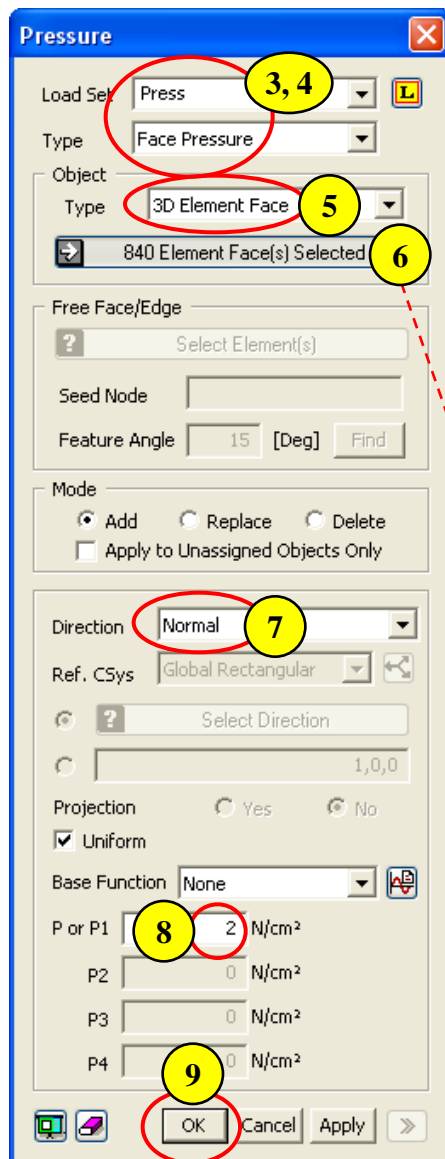 Pressure
Load Set Press 3, 4 L
Type Face Pressure
Object
Type 3D Element Face 5
840 Element Face(s) Selected 6
Free Face/Edge
? Select Element(s)
Seed Node
Feature Angle 15 [Deg] Find
Mode
Add Replace Delete
Apply to Unassigned Objects Only
Direction Normal 7
Ref. CSys Global Rectangular
? Select Direction
1,0,0
Projection Yes No
Uniform
Base Function None
P or P1 8 2 N/cm²
P2 0 N/cm²
P3 0 N/cm²
P4 0 N/cm²
9
OK Cancel Apply >>